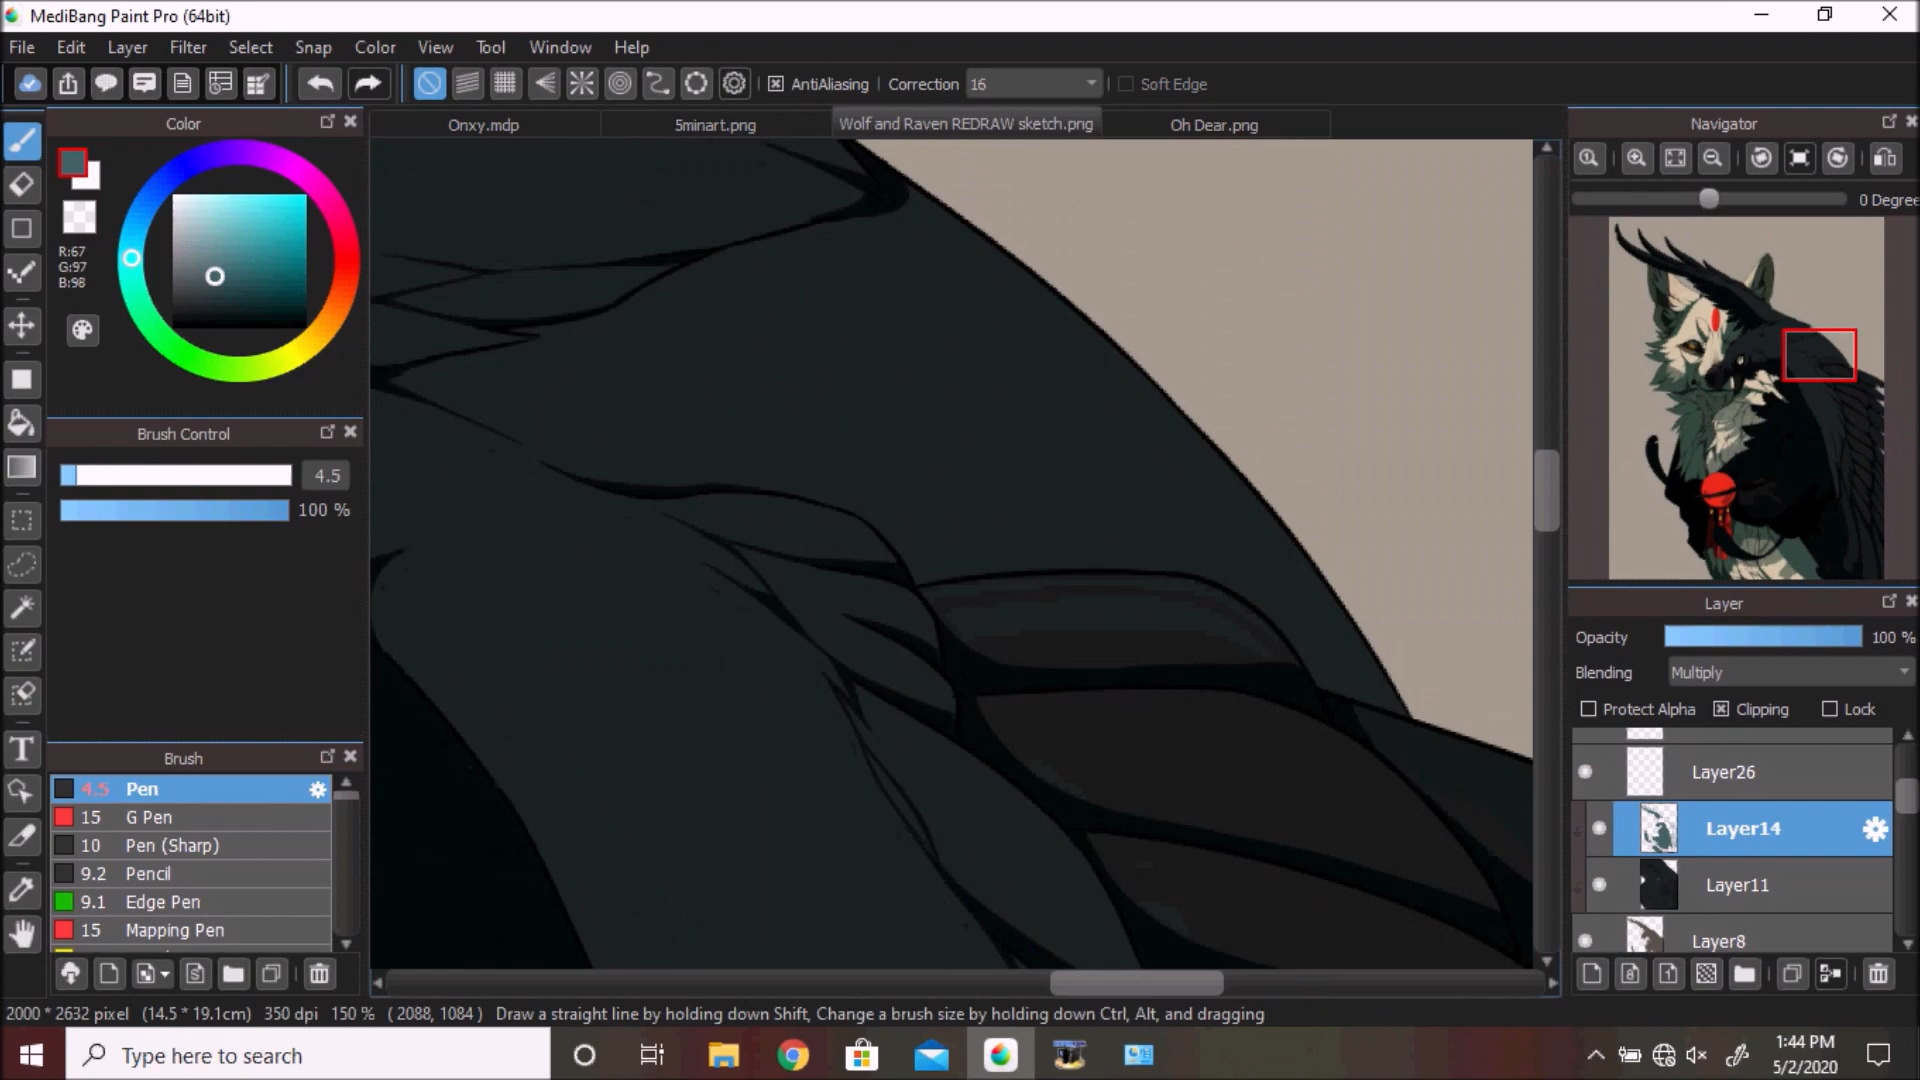 MediBang Paint Pro (64bit)
File Edit Layer Filter Select Snap Color View Tool Window Help
AntiAliasing Correction 16 Soft Edge
Color
Onxy.mdp 5minart.png Wolf and Raven REDRAW sketch.png Oh Dear.png
Navigator
0 Degree
R:67
G:97
B:98
Brush Control
4.5
100 %
Layer
Opacity 100 %
Blending Multiply
Protect Alpha Clipping Lock
Layer26
Layer14
Layer11
Layer8
Brush
4.5 Pen
15 G Pen
10 Pen (Sharp)
9.2 Pencil
9.1 Edge Pen
15 Mapping Pen
2000 * 2632 pixel (14.5 * 19.1cm) 350 dpi 150 % ( 2088, 1084 ) Draw a straight line by holding down Shift, Change a brush size by holding down Ctrl, Alt, and dragging
Type here to search
1:44 PM
5/2/2020